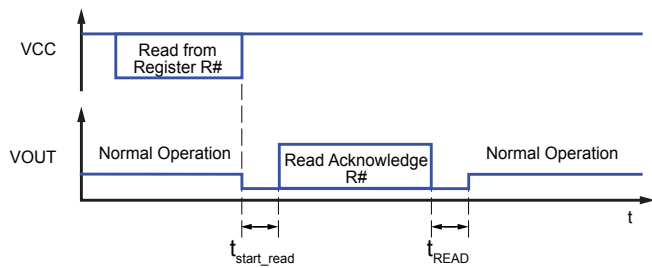 VCC
Read from
Register R#
VOUT
Normal Operation
Read Acknowledge
R#
Normal Operation
t
tstart_read
tREAD